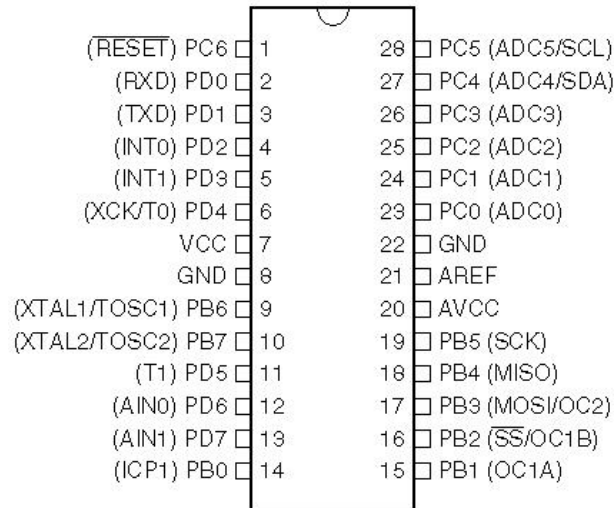 (RESET) PC6 1 28 PC5 (ADC5/SCL)
(RXD) PD0 2 27 PC4 (ADC4/SDA)
(TXD) PD1 3 26 PC3 (ADC3)
(INT0) PD2 4 25 PC2 (ADC2)
(INT1) PD3 5 24 PC1 (ADC1)
(XCK/T0) PD4 6 23 PC0 (ADC0)
VCC 7 22 GND
GND 8 21 AREF
(XTAL1/TOSC1) PB6 9 20 AVCC
(XTAL2/TOSC2) PB7 10 19 PB5 (SCK)
(T1) PD5 11 18 PB4 (MISO)
(AIN0) PD6 12 17 PB3 (MOSI/OC2)
(AIN1) PD7 13 16 PB2 (SS/OC1B)
(ICP1) PB0 14 15 PB1 (OC1A)